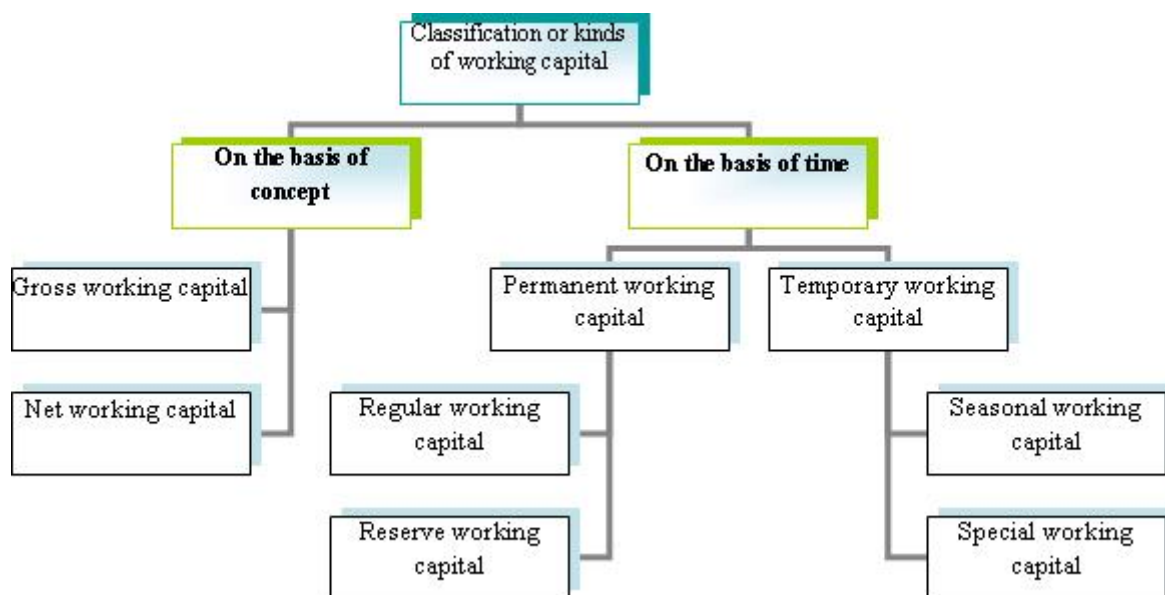 Classification or kinds
of working capital
On the basis of
concept
On the basis of time
Gross working capital
Permanent working
capital
Temporary working
capital
Net working capital
Regular working
capital
Seasonal working
capital
Reserve working
capital
Special working
capital